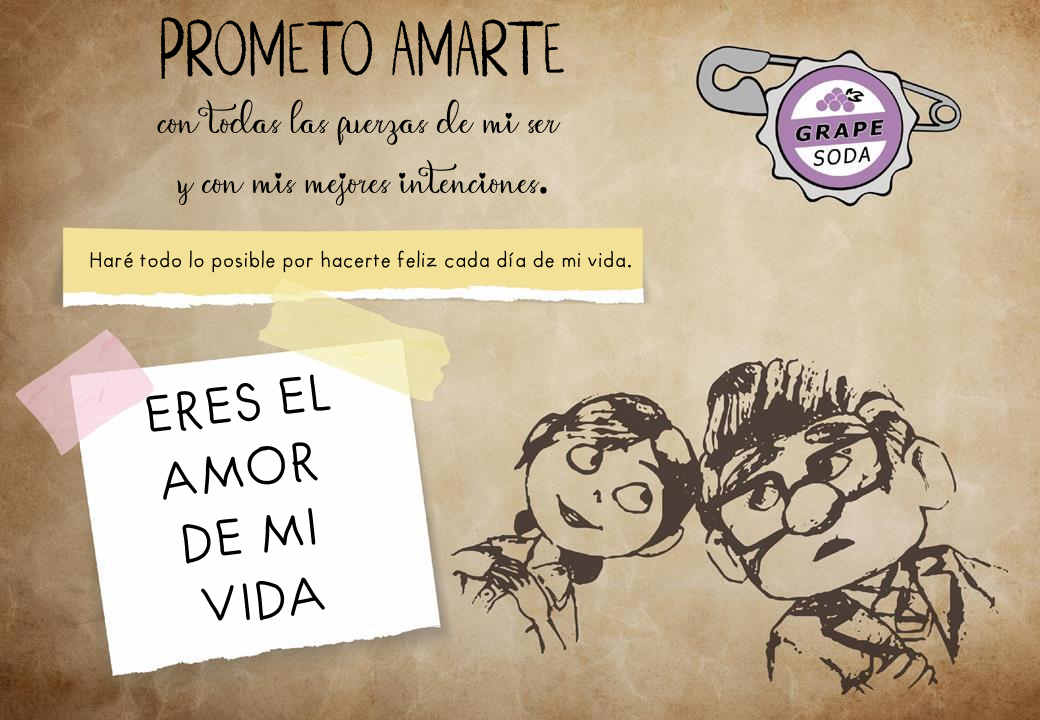 PROMETO AMARTE
con todas las fuerzas de mi ser
y con mis mejores intenciones.
GRAPE
SODA
Haré todo lo posible por hacerte feliz cada día de mi vida.
ERES EL
AMOR
DE MI
VIDA